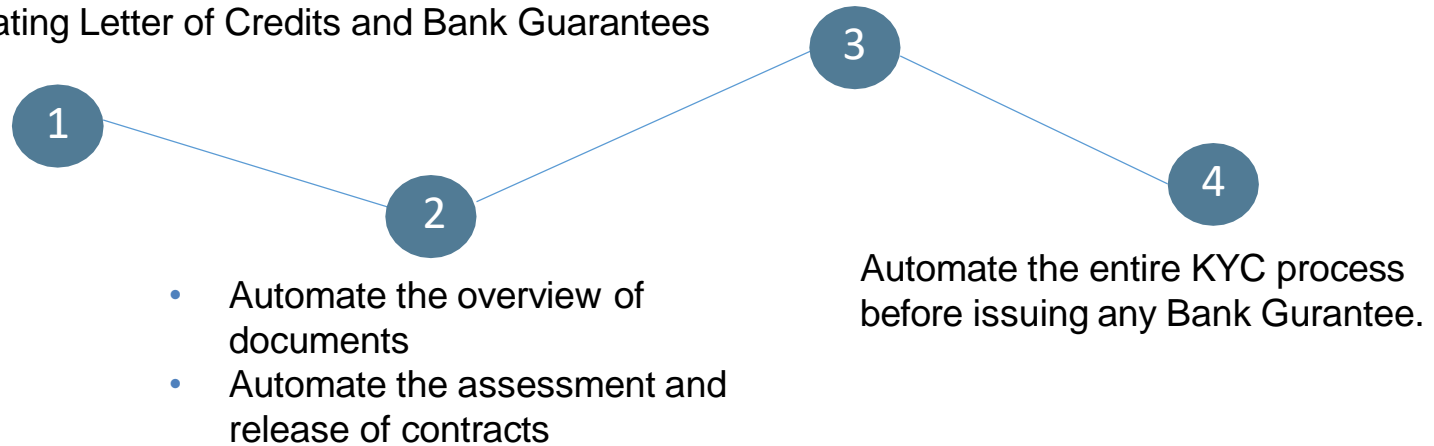 Letter of Credits and Bank Guarantees
3
1
2
4
• Automate the overview of
documents
• Automate the assessment and
release of contracts
Automate the entire KYC process
before issuing any Bank Gurantee.